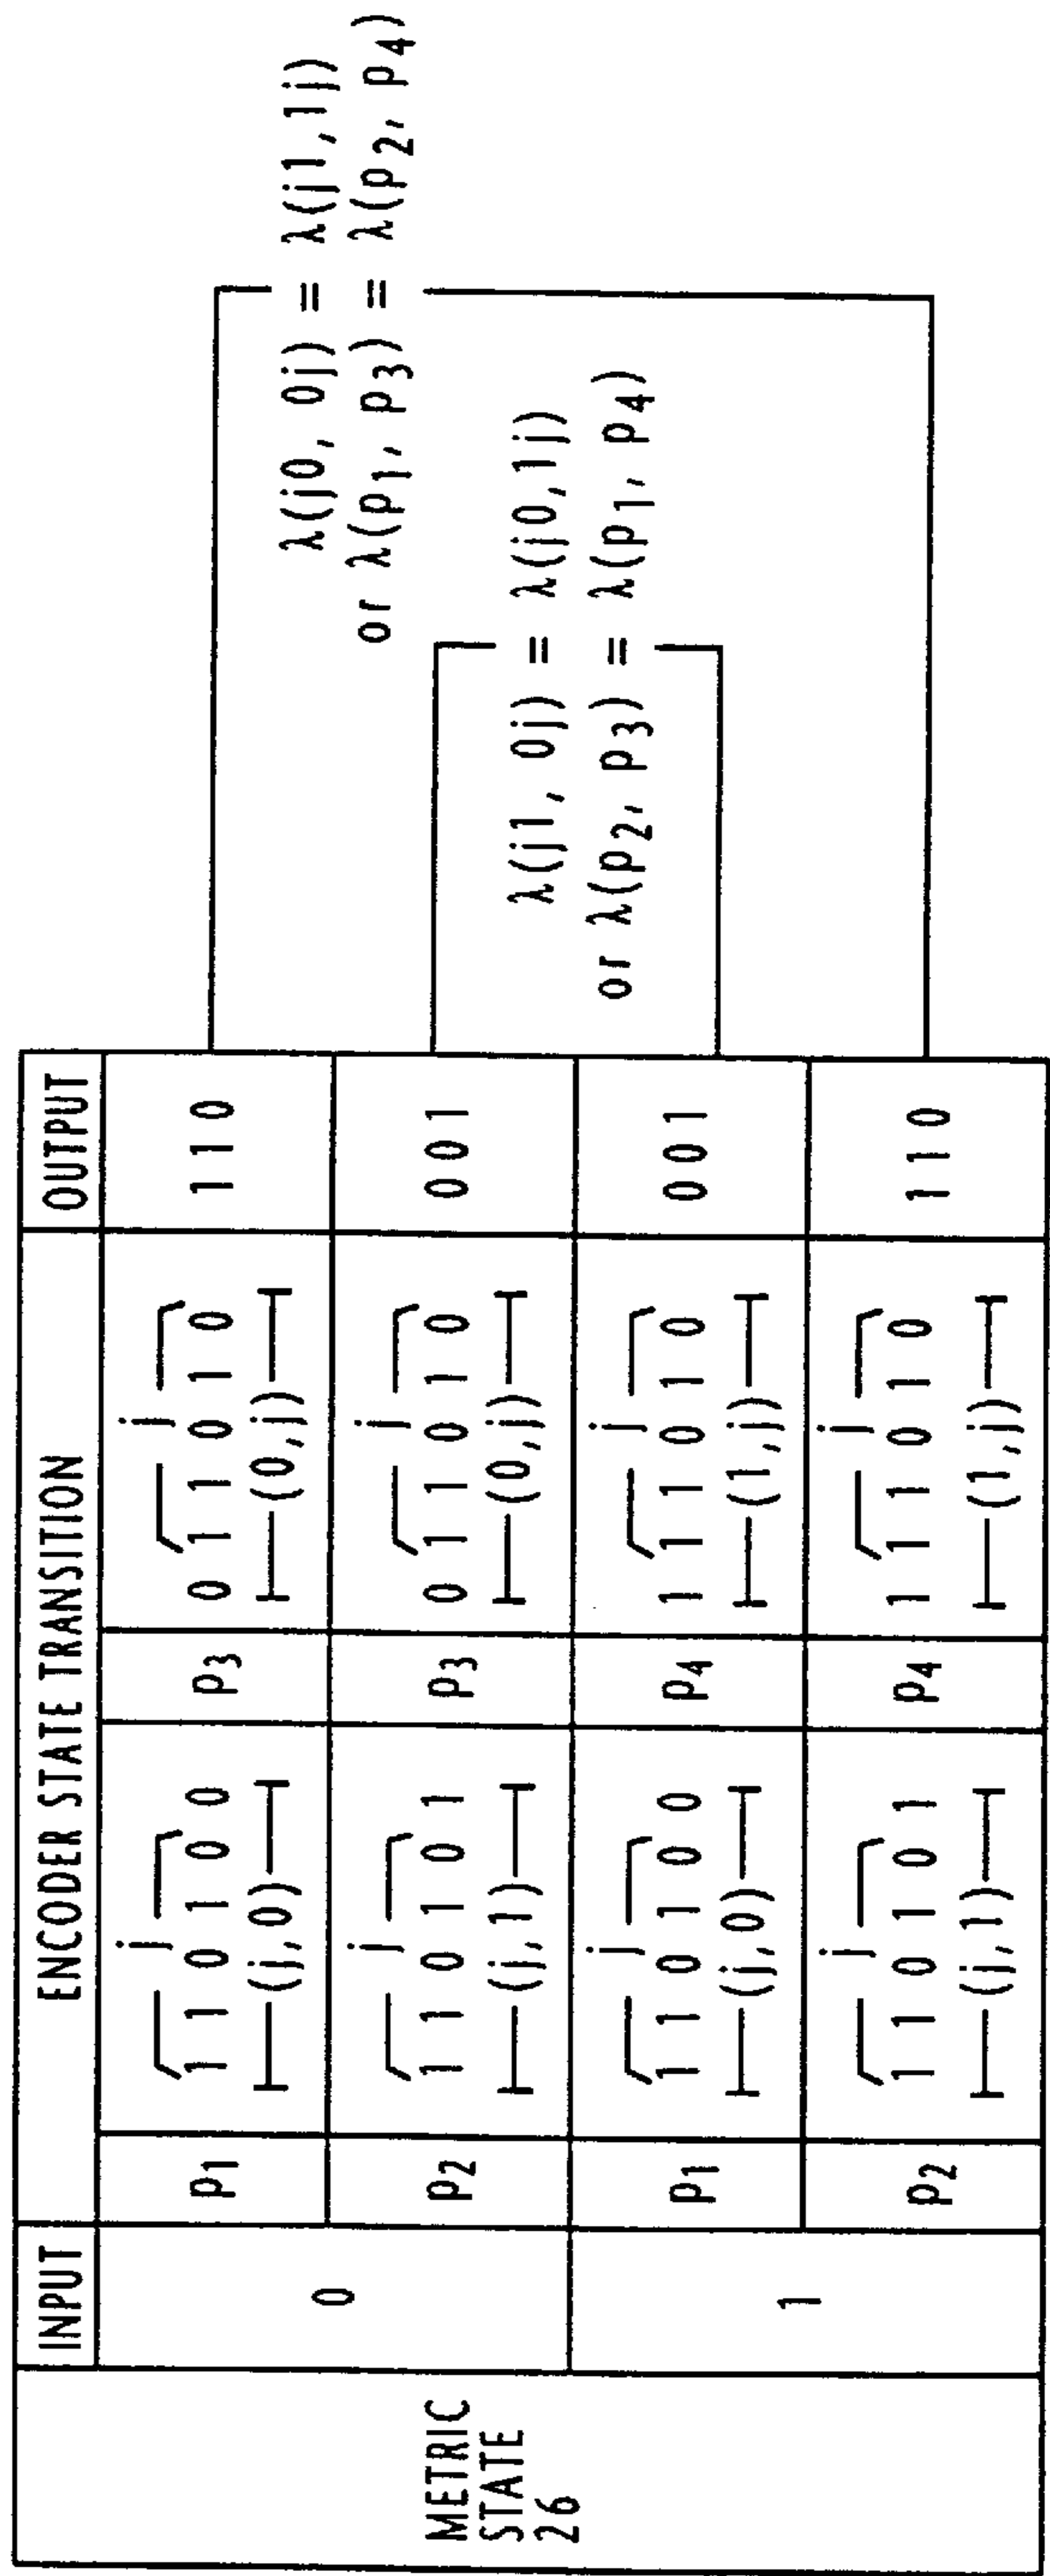 INPUT ENCODER STATE TRANSITION OUTPUT
METRIC
STATE
26
0
p1
j
1 1 0 1 0 0
(j,0)
p3
j
0 1 1 0 1 0
(0,j)
1 1 0
p2
j
1 1 0 1 0 1
(j,1)
p3
j
0 1 1 0 1 0
(0,j)
0 0 1
1
p1
j
1 1 0 1 0 0
(j,0)
p4
j
1 1 1 0 1 0
(1,j)
0 0 1
p2
j
1 1 0 1 0 1
(j,1)
p4
j
1 1 1 0 1 0
(1,j)
1 1 0
λ(j0, 0j) = λ(j1,1j)
or λ(p1, p3) = λ(p2, p4)
λ(j1, 0j) = λ(j0,1j)
or λ(p2, p3) = λ(p1, p4)